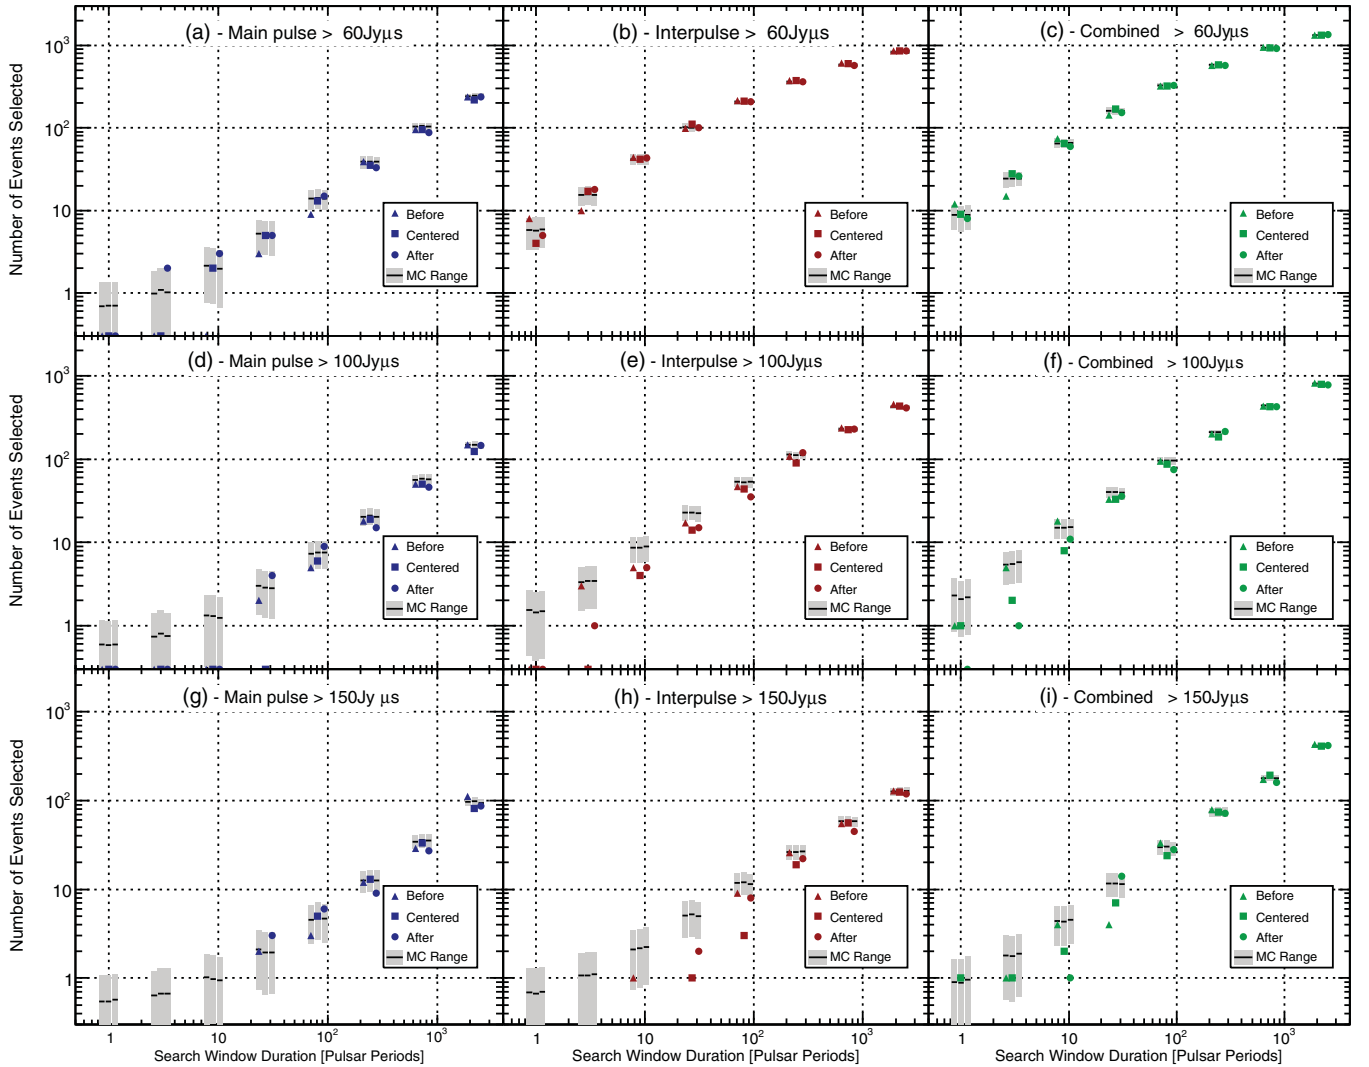 (a) - Main pulse > 60Jyμs
(b) - Interpulse > 60Jyμs
(c) - Combined > 60Jyμs
Number of Events Selected
10³
10²
10
1
Before
Centered
After
MC Range
Before
Centered
After
MC Range
Before
Centered
After
MC Range
(d) - Main pulse > 100Jyμs
(e) - Interpulse > 100Jyμs
(f) - Combined > 100Jyμs
Number of Events Selected
10³
10²
10
1
Before
Centered
After
MC Range
Before
Centered
After
MC Range
Before
Centered
After
MC Range
(g) - Main pulse > 150Jy μs
(h) - Interpulse > 150Jyμs
(i) - Combined > 150Jyμs
Number of Events Selected
10³
10²
10
1
Before
Centered
After
MC Range
Before
Centered
After
MC Range
Before
Centered
After
MC Range
1 10 10² 10³
1 10 10² 10³
1 10 10² 10³
Search Window Duration [Pulsar Periods]
Search Window Duration [Pulsar Periods]
Search Window Duration [Pulsar Periods]